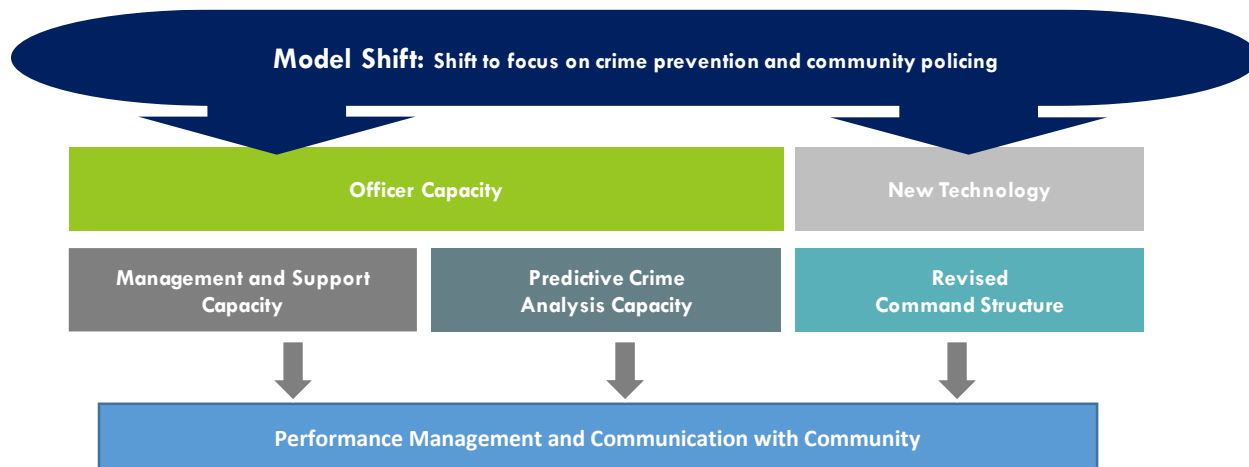 Model Shift: Shift to focus on crime prevention and community policing
Officer Capacity
New Technology
Management and Support
Capacity
Predictive Crime
Analysis Capacity
Revised
Command Structure
Performance Management and Communication with Community